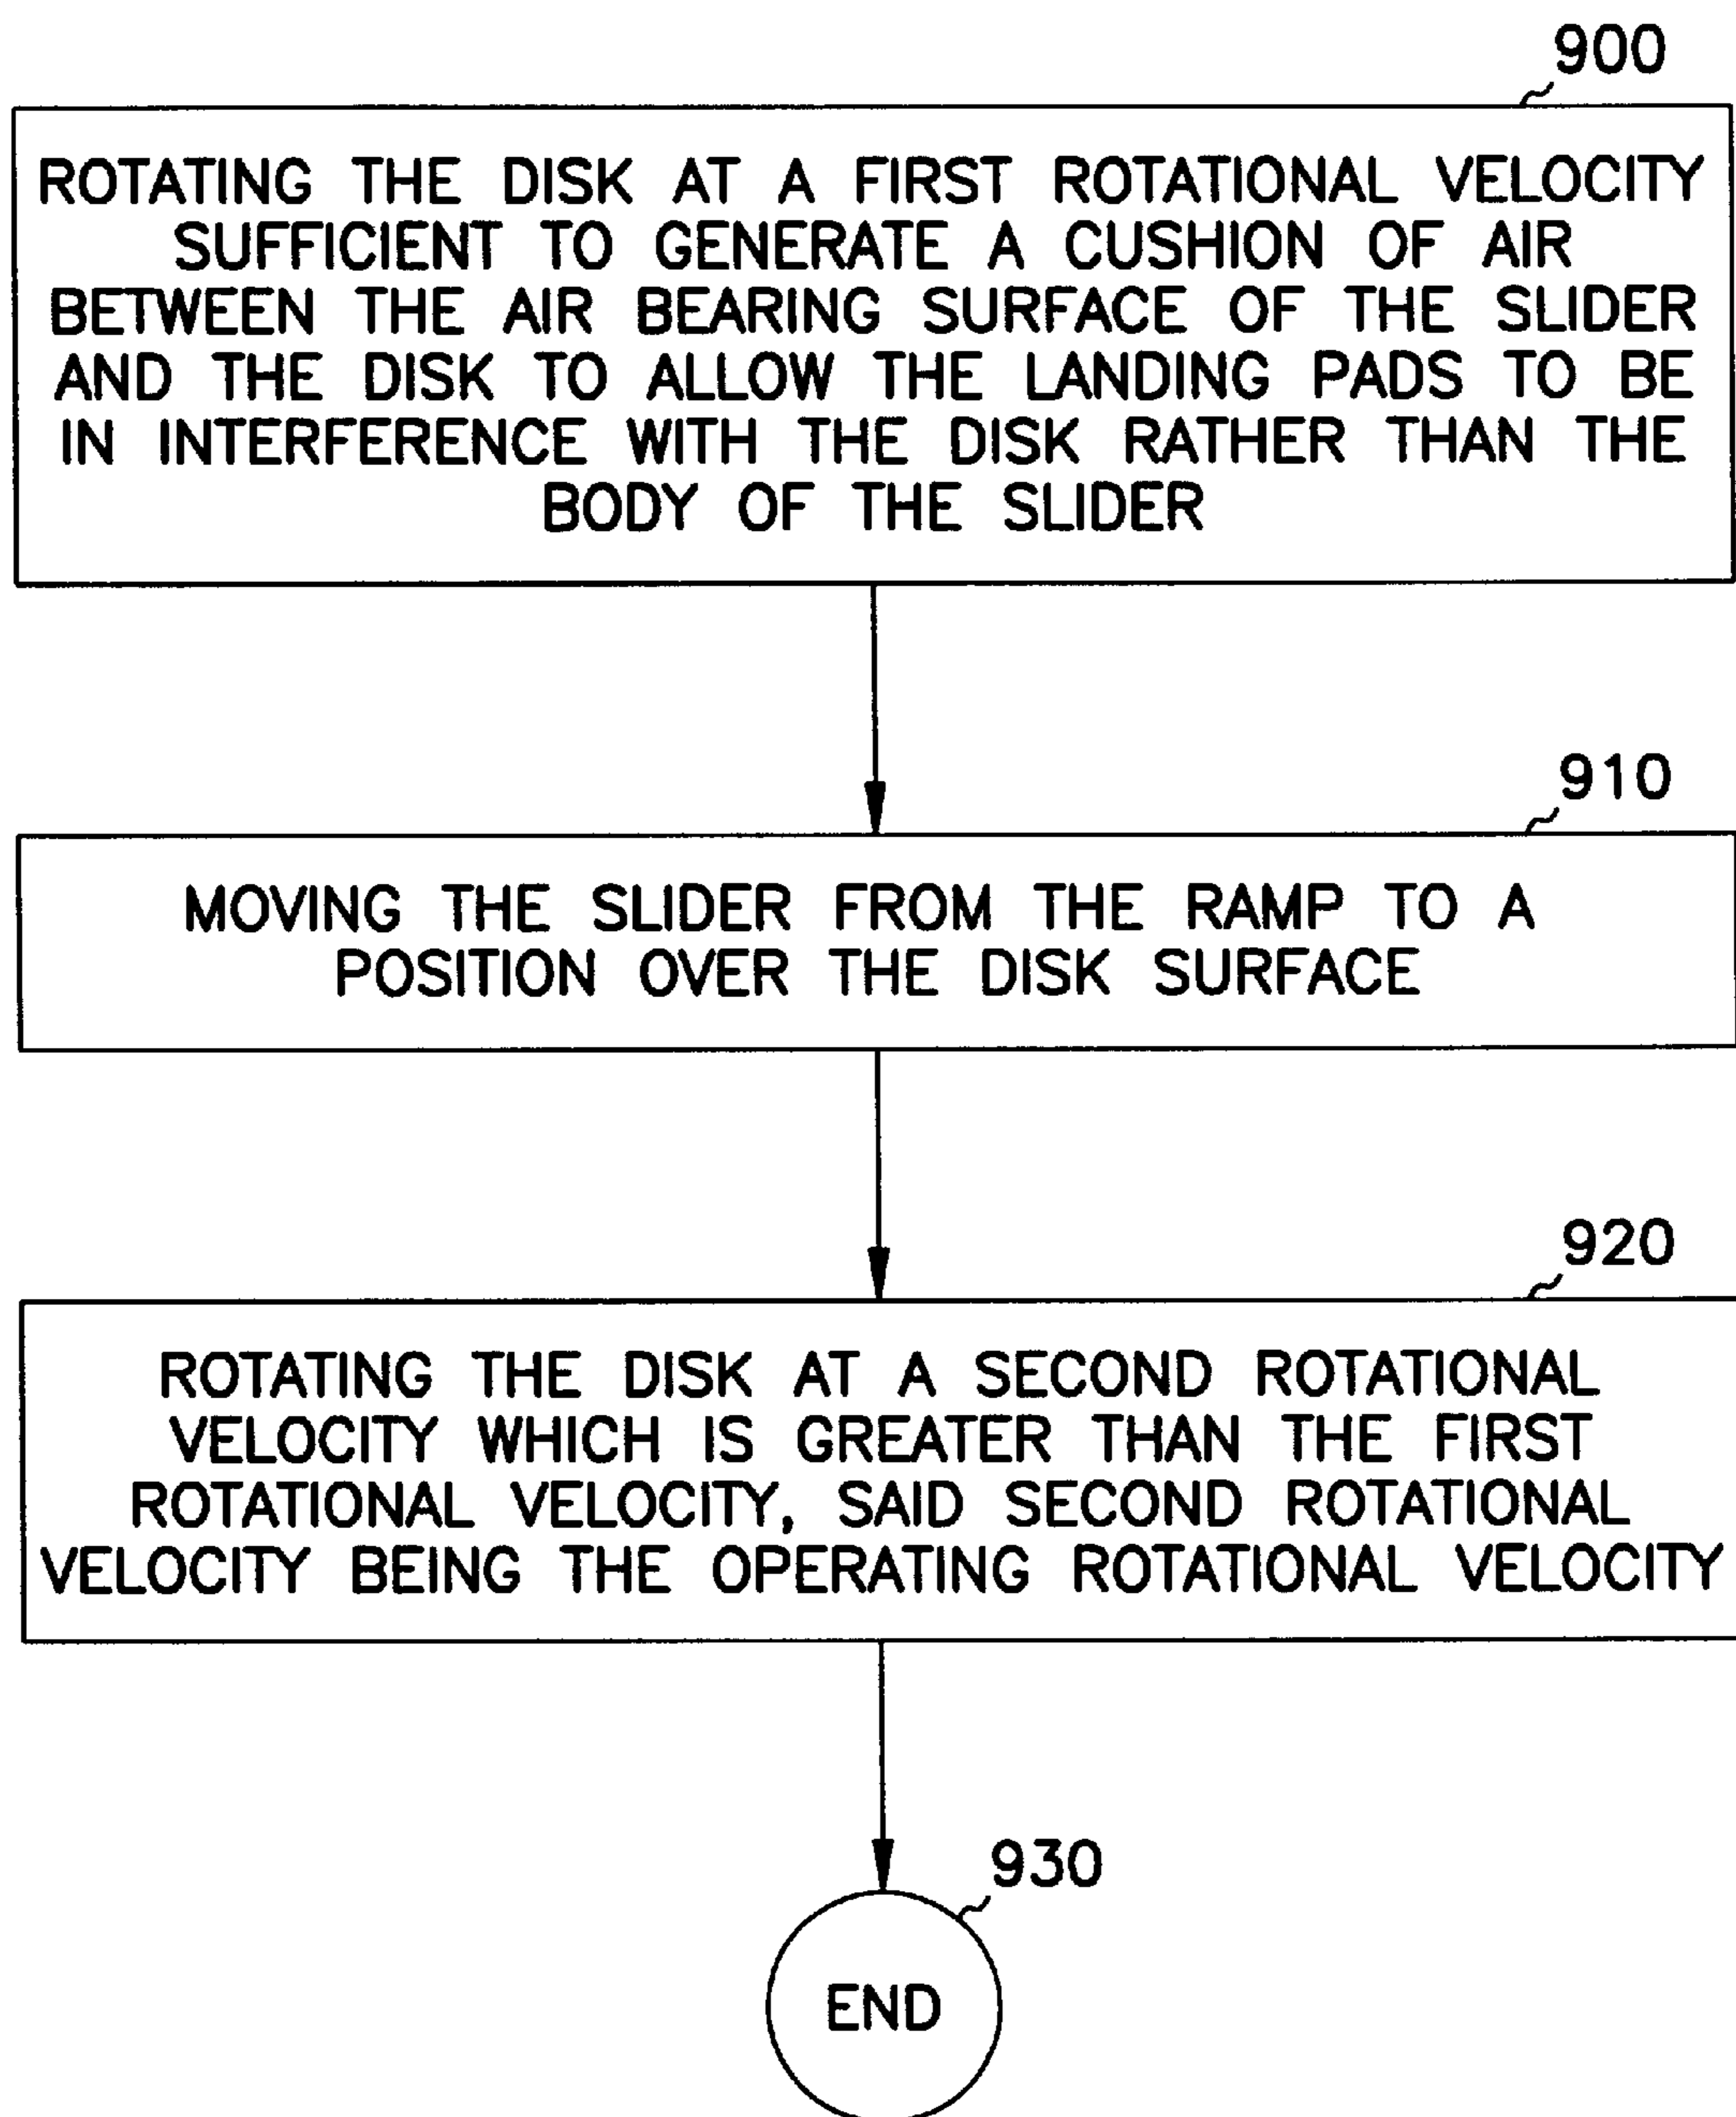 900
ROTATING THE DISK AT A FIRST ROTATIONAL VELOCITY
SUFFICIENT TO GENERATE A CUSHION OF AIR
BETWEEN THE AIR BEARING SURFACE OF THE SLIDER
AND THE DISK TO ALLOW THE LANDING PADS TO BE
IN INTERFERENCE WITH THE DISK RATHER THAN THE
BODY OF THE SLIDER
910
MOVING THE SLIDER FROM THE RAMP TO A
POSITION OVER THE DISK SURFACE
920
ROTATING THE DISK AT A SECOND ROTATIONAL
VELOCITY WHICH IS GREATER THAN THE FIRST
ROTATIONAL VELOCITY, SAID SECOND ROTATIONAL
VELOCITY BEING THE OPERATING ROTATIONAL VELOCITY
930
END